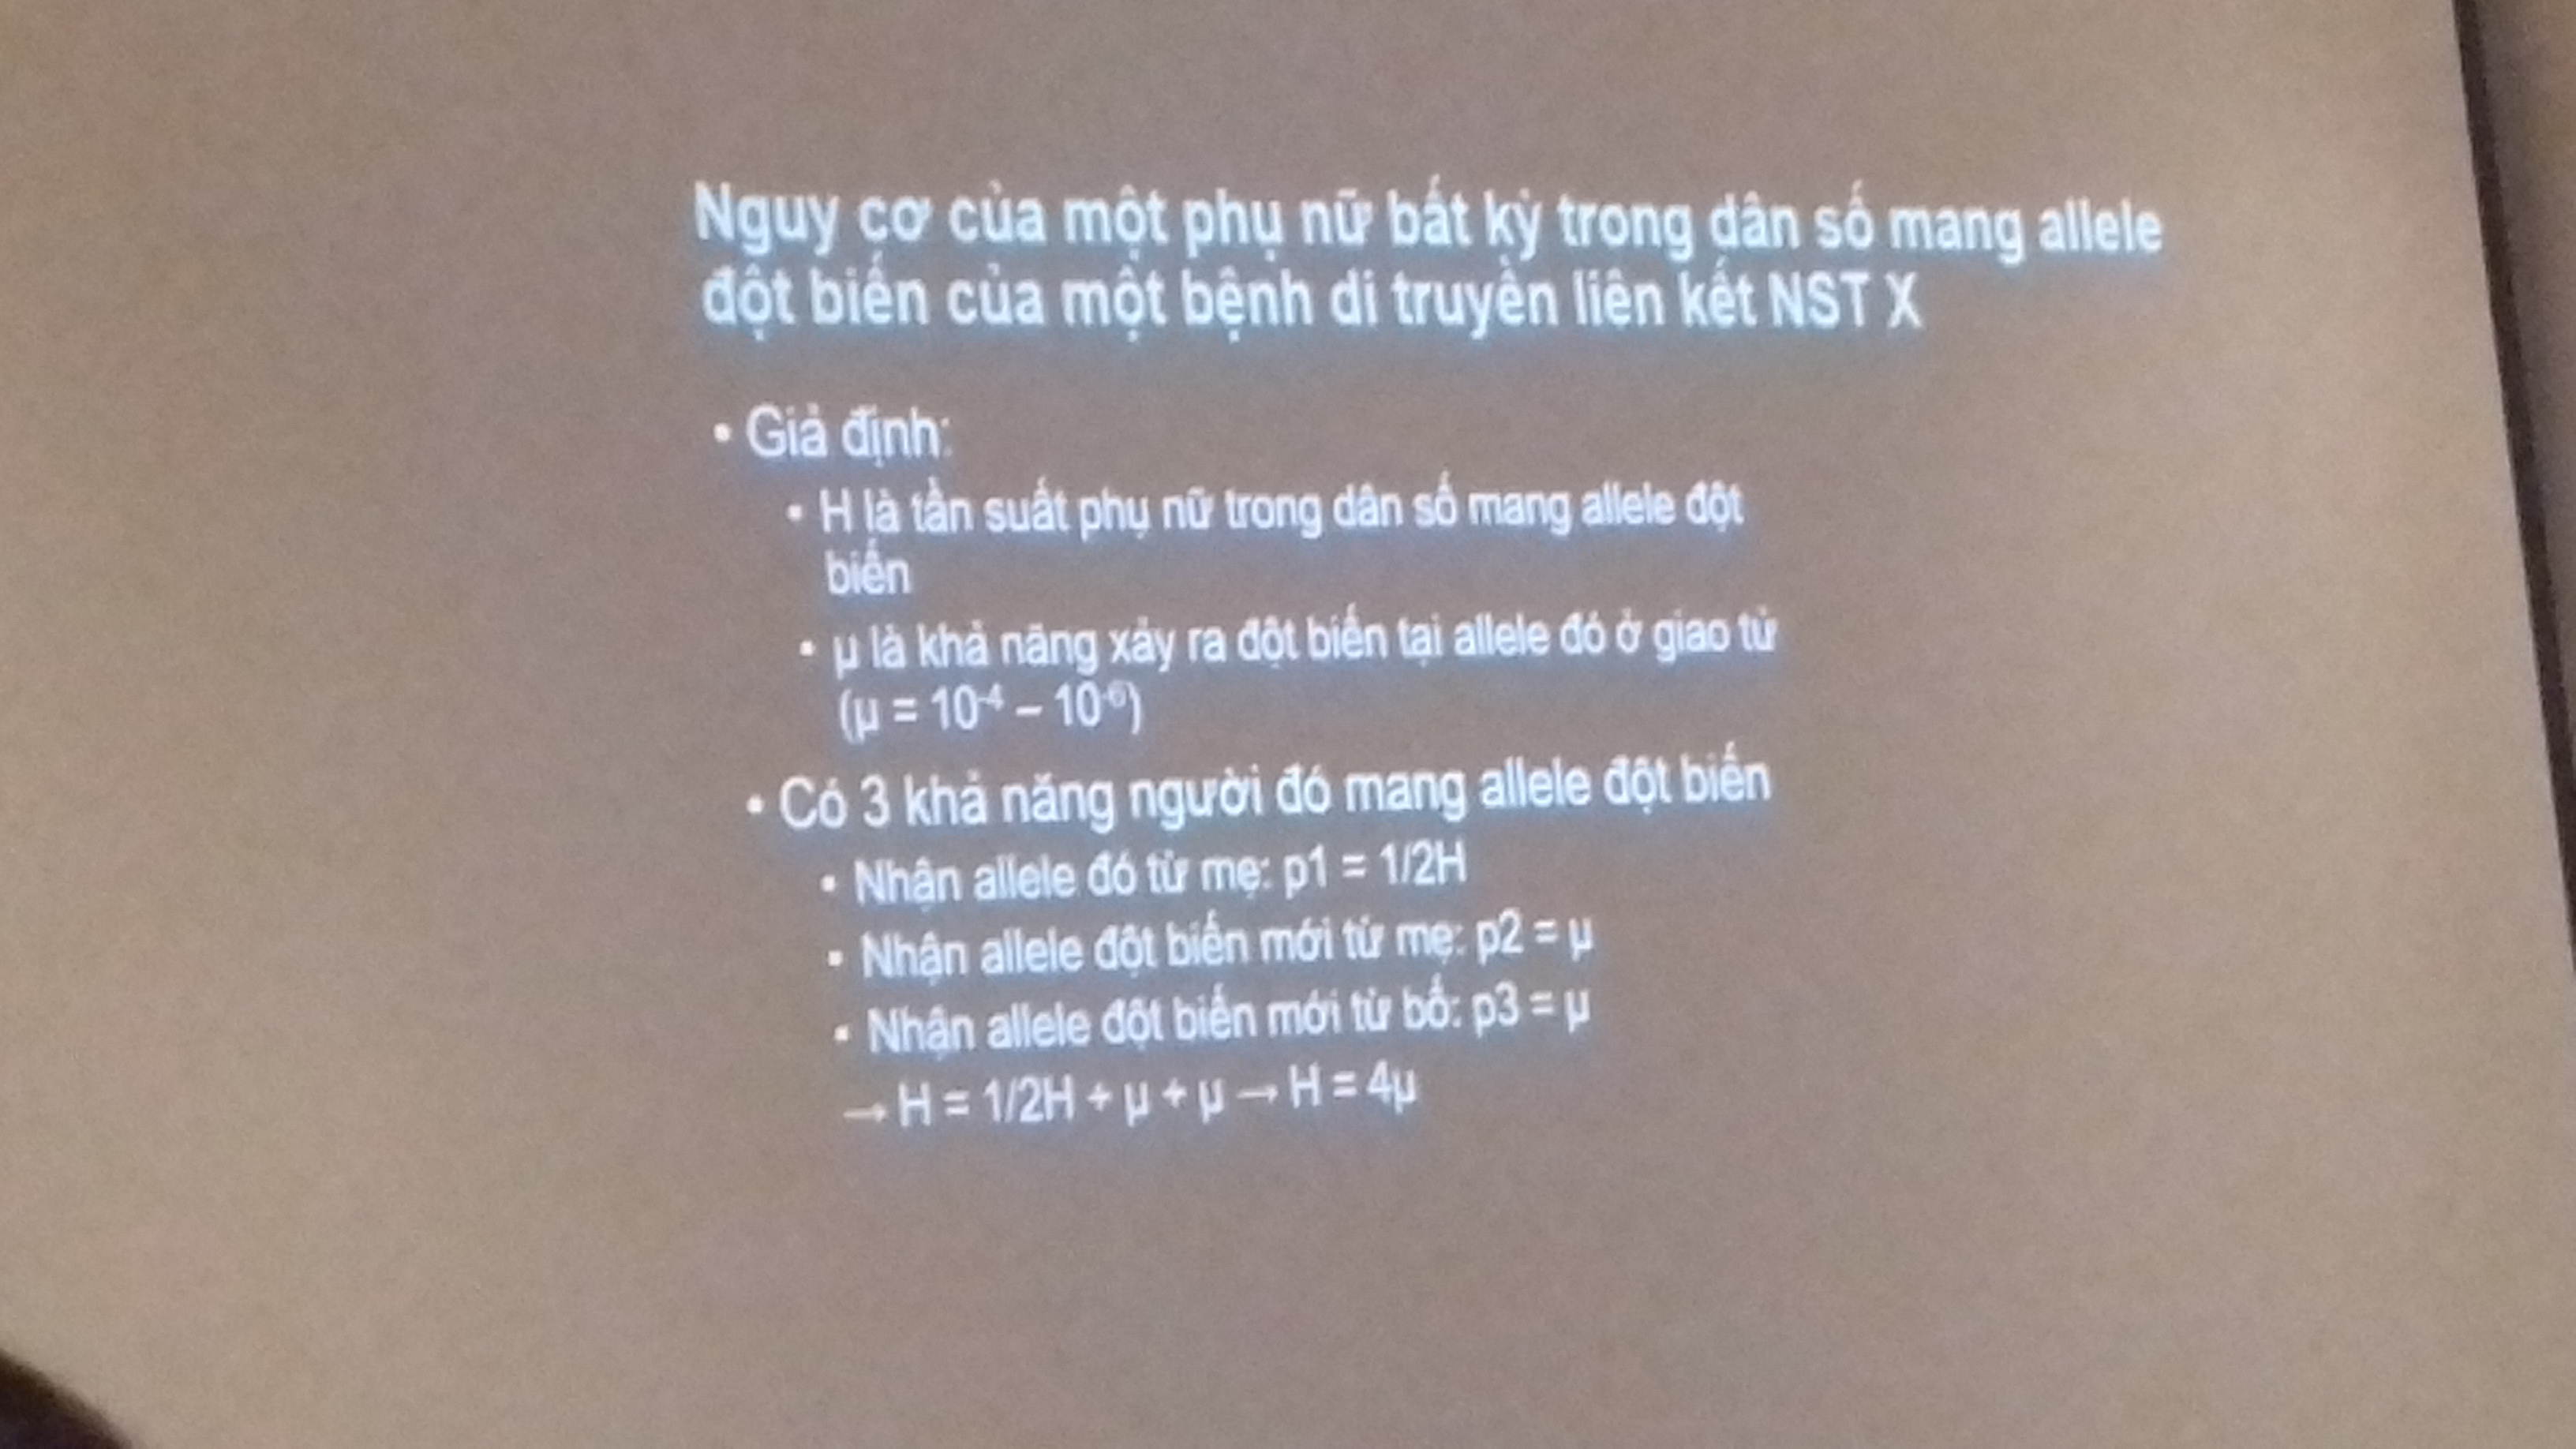 Nguy cơ của một phụ nữ bất kỳ trong dân số mang allele
đột biến của một bệnh di truyền liên kết NST X
• Giả định:
• H là tần suất phụ nữ trong dân số mang allele đột
biến
• μ là khả năng xảy ra đột biến tại allele đó ở giao tử
(μ = 10⁻⁴ – 10⁻⁶)
• Có 3 khả năng người đó mang allele đột biến
• Nhận allele đó từ mẹ: p1 = 1/2H
• Nhận allele đột biến mới từ mẹ: p2 = μ
• Nhận allele đột biến mới từ bố: p3 = μ
→ H = 1/2H + μ + μ → H = 4μ